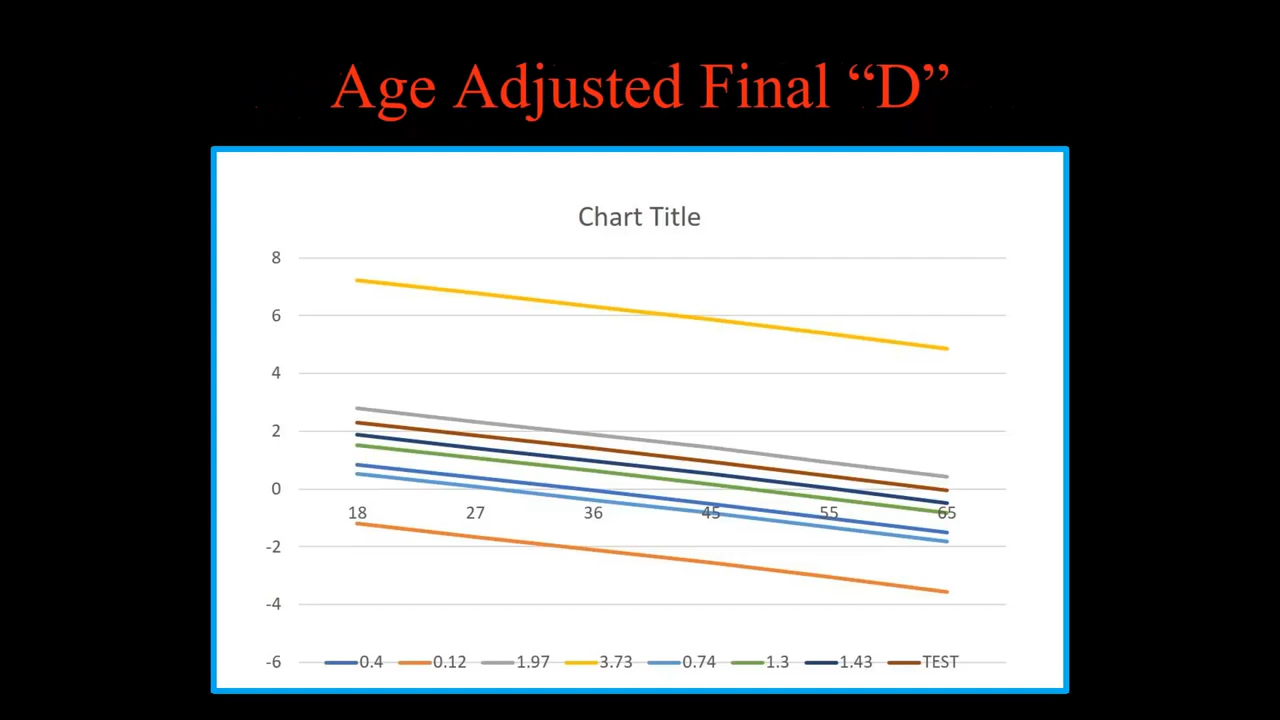 Age Adjusted Final “D”
Chart Title
8
6
4
2
0
18 27 36 45 55 65
-2
-4
-6 0.4 0.12 1.97 3.73 0.74 1.3 1.43 TEST